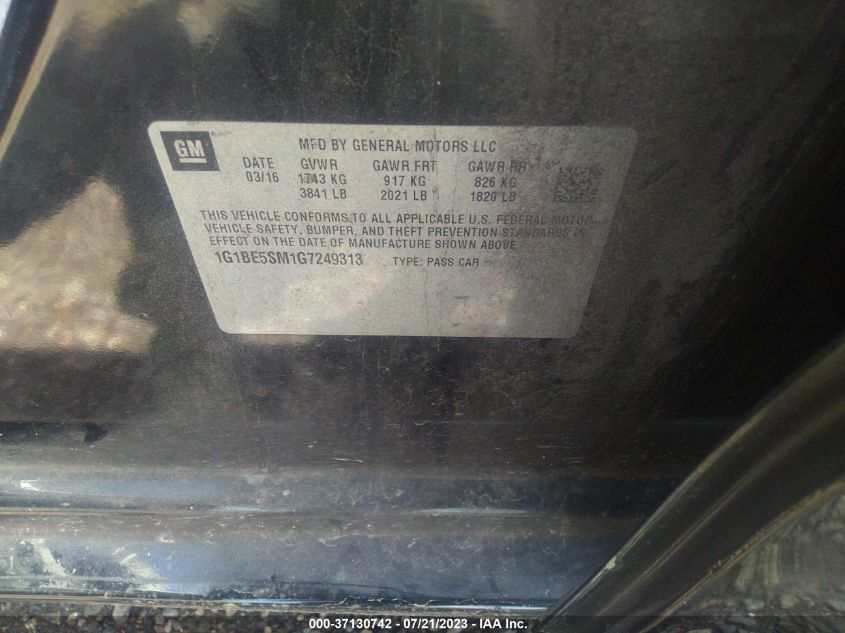 GM
MFD BY GENERAL MOTORS LLC
DATE GVWR GAWR FRT GAWR RR
03/16 1743 KG 917 KG 826 KG
3841 LB 2021 LB 1820 LB
THIS VEHICLE CONFORMS TO ALL APPLICABLE U.S. FEDERAL MOTOR
VEHICLE SAFETY, BUMPER, AND THEFT PREVENTION STANDARDS IN
EFFECT ON THE DATE OF MANUFACTURE SHOWN ABOVE.
1G1BE5SM1G7249313 TYPE: PASS CAR
000-37130742 - 07/21/2023 - IAA Inc.